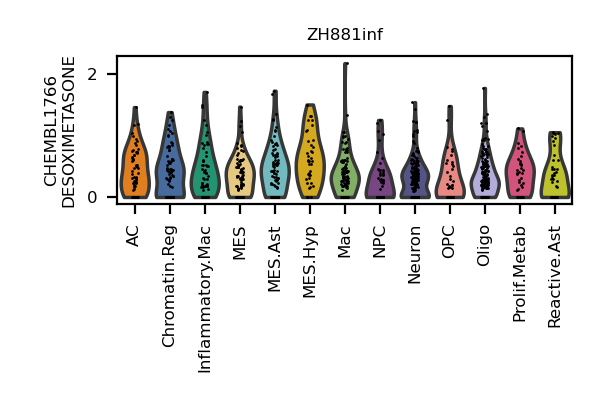 ZH881inf
CHEMBL1766
DESOXIMETASONE
2
0
AC
Chromatin.Reg
Inflammatory.Mac
MES
MES.Ast
MES.Hyp
Mac
NPC
Neuron
OPC
Oligo
Prolif.Metab
Reactive.Ast